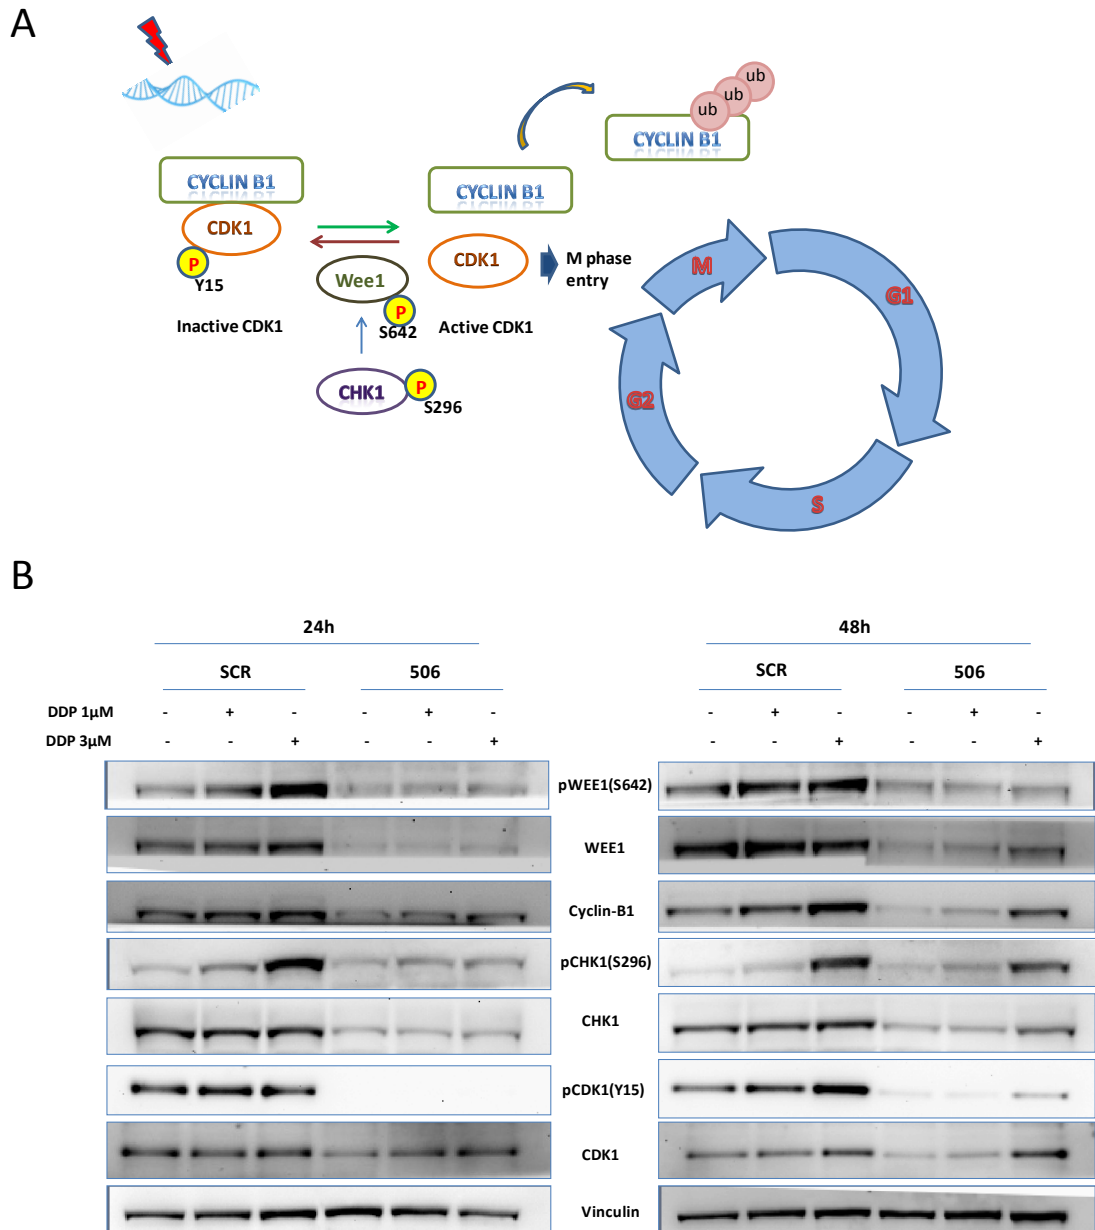 A
ub
ub
ub
CYCLIN B1
CYCLIN B1
CYCLIN B1
CDK1
P
Y15
Wee1
P
S642
CDK1
M phase
entry
Inactive CDK1
Active CDK1
CHK1
P
S296
M
G1
G2
S
B
24h
48h
SCR
506
SCR
506
DDP 1µM - + - - + - - + - - + -
DDP 3µM - - + - - + - - + - - +
pWEE1(S642)
WEE1
Cyclin-B1
pCHK1(S296)
CHK1
pCDK1(Y15)
CDK1
Vinculin